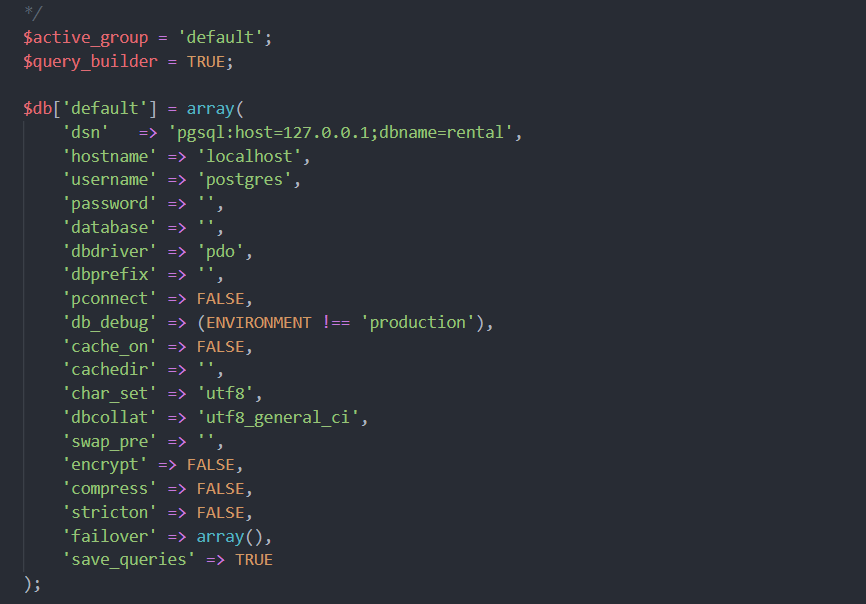 */
$active_group = 'default';
$query_builder = TRUE;

$db['default'] = array(
    'dsn'   => 'pgsql:host=127.0.0.1;dbname=rental',
    'hostname' => 'localhost',
    'username' => 'postgres',
    'password' => '',
    'database' => '',
    'dbdriver' => 'pdo',
    'dbprefix' => '',
    'pconnect' => FALSE,
    'db_debug' => (ENVIRONMENT !== 'production'),
    'cache_on' => FALSE,
    'cachedir' => '',
    'char_set' => 'utf8',
    'dbcollat' => 'utf8_general_ci',
    'swap_pre' => '',
    'encrypt' => FALSE,
    'compress' => FALSE,
    'stricton' => FALSE,
    'failover' => array(),
    'save_queries' => TRUE
);